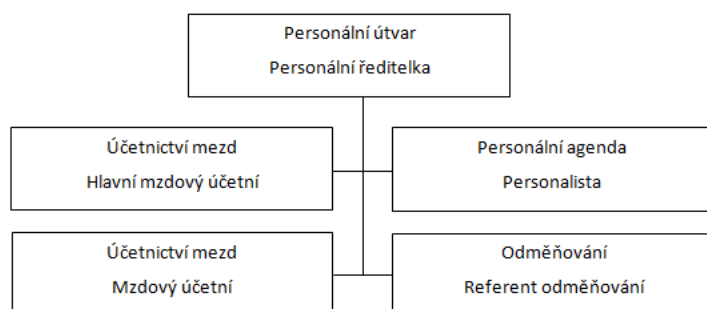 Personální útvar
Personální ředitelka
Účetnictví mezd
Hlavní mzdový účetní
Personální agenda
Personalista
Účetnictví mezd
Mzdový účetní
Odměňování
Referent odměňování